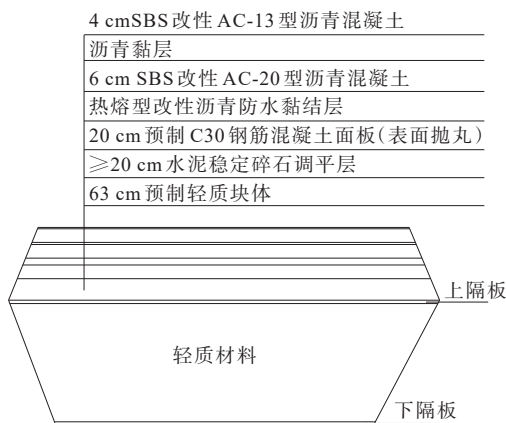 4 cmSBS改性AC-13型沥青混凝土
沥青黏层
6 cm SBS改性AC-20型沥青混凝土
热熔型改性沥青防水黏结层
20 cm预制C30钢筋混凝土面板(表面抛丸)
≥20 cm水泥稳定碎石调平层
63 cm预制轻质块体
上隔板
轻质材料
下隔板